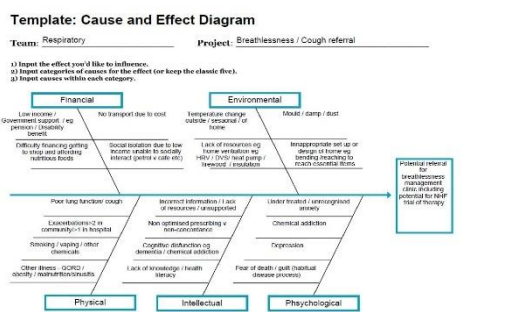 Template: Cause and Effect Diagram
Team: Respiratory
Project: Breathlessness / Cough referral
1) Input the effect you'd like to influence.
2) Input categories of causes for the effect (or keep the classic five).
3) Input causes within each category.
Financial
Environmental
Low income /
Government support / eg
pension / Disability
benefit
No transport due to cost
Temperature change
outside / sesaonal / of
home
Mould / damp / dust
Difficulty financing getting
to shop and affording
nutritious foods
Social isolation due to low
income unable to socially
interact (petrol v cafe etc)
Lack of resources eg
home ventilation eg
HRV / DVS/ heat pump /
firewood / insulation
Innappropriate set up or
design of home eg
bending /reaching to
reach essential items
Potential referral
for
breathlessness
management
clinic including
potential for NHF
trial of therapy
Poor lung function/ cough
Incorrect information / Lack
of resources / unsupported
Under treated / unrecognised
anxiety
Exacerbations>2 in
community/>1 in hospital
Non optimised prescribing v
non-concordance
Chemical addiction
Smoking / vaping / other
chemicals
Cognitive disfunction eg
dementia / chemical addiction
Depression
Other illness - GORD /
obesity / malnutrition/sinusitis
Lack of knowledge / health
literacy
Fear of death / guilt (habitual
disease process)
Physical
Intellectual
Phsychological